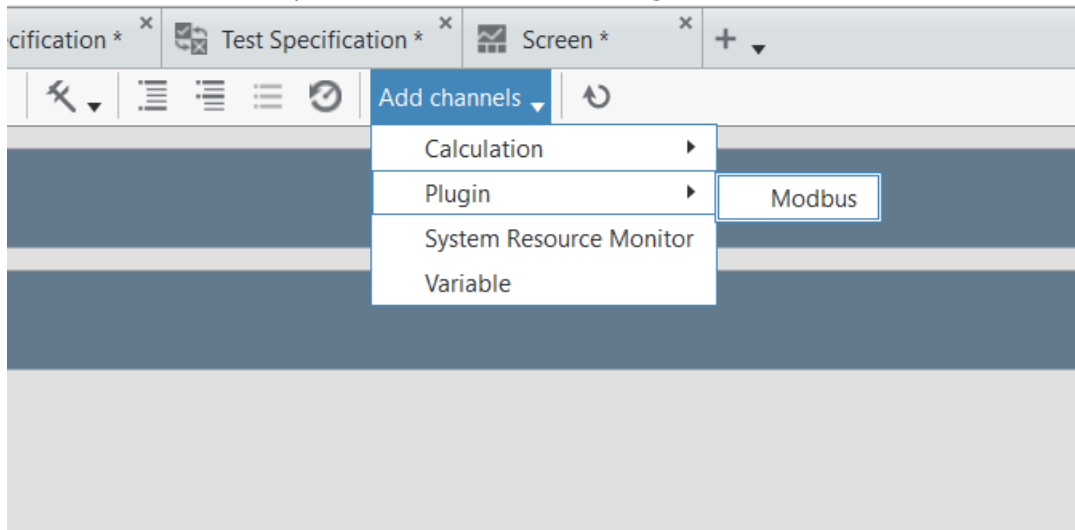 cification *
Test Specification *
Screen *
Add channels
Calculation
Plugin
Modbus
System Resource Monitor
Variable